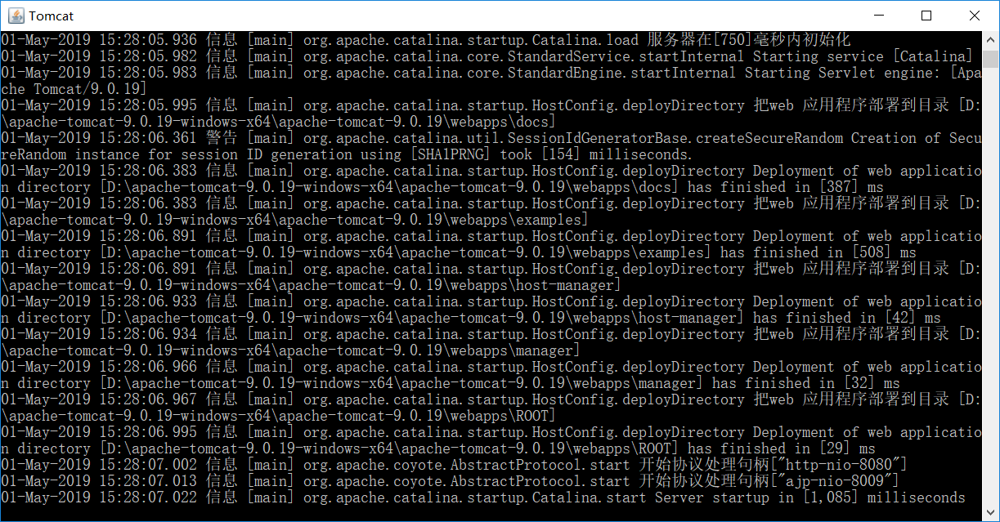 Tomcat
01-May-2019 15:28:05.936 信息 [main] org.apache.catalina.startup.Catalina.load 服务器在[750]毫秒内初始化
01-May-2019 15:28:05.982 信息 [main] org.apache.catalina.core.StandardService.startInternal Starting service [Catalina]
01-May-2019 15:28:05.983 信息 [main] org.apache.catalina.core.StandardEngine.startInternal Starting Servlet engine: [Apa
che Tomcat/9.0.19]
01-May-2019 15:28:05.995 信息 [main] org.apache.catalina.startup.HostConfig.deployDirectory 把web 应用程序部署到目录 [D:
\apache-tomcat-9.0.19-windows-x64\apache-tomcat-9.0.19\webapps\docs]
01-May-2019 15:28:06.361 警告 [main] org.apache.catalina.util.SessionIdGeneratorBase.createSecureRandom Creation of Secu
reRandom instance for session ID generation using [SHA1PRNG] took [154] milliseconds.
01-May-2019 15:28:06.383 信息 [main] org.apache.catalina.startup.HostConfig.deployDirectory Deployment of web applicatio
n directory [D:\apache-tomcat-9.0.19-windows-x64\apache-tomcat-9.0.19\webapps\docs] has finished in [387] ms
01-May-2019 15:28:06.383 信息 [main] org.apache.catalina.startup.HostConfig.deployDirectory 把web 应用程序部署到目录 [D:
\apache-tomcat-9.0.19-windows-x64\apache-tomcat-9.0.19\webapps\examples]
01-May-2019 15:28:06.891 信息 [main] org.apache.catalina.startup.HostConfig.deployDirectory Deployment of web applicatio
n directory [D:\apache-tomcat-9.0.19-windows-x64\apache-tomcat-9.0.19\webapps\examples] has finished in [508] ms
01-May-2019 15:28:06.891 信息 [main] org.apache.catalina.startup.HostConfig.deployDirectory 把web 应用程序部署到目录 [D:
\apache-tomcat-9.0.19-windows-x64\apache-tomcat-9.0.19\webapps\host-manager]
01-May-2019 15:28:06.933 信息 [main] org.apache.catalina.startup.HostConfig.deployDirectory Deployment of web applicatio
n directory [D:\apache-tomcat-9.0.19-windows-x64\apache-tomcat-9.0.19\webapps\host-manager] has finished in [42] ms
01-May-2019 15:28:06.934 信息 [main] org.apache.catalina.startup.HostConfig.deployDirectory 把web 应用程序部署到目录 [D:
\apache-tomcat-9.0.19-windows-x64\apache-tomcat-9.0.19\webapps\manager]
01-May-2019 15:28:06.966 信息 [main] org.apache.catalina.startup.HostConfig.deployDirectory Deployment of web applicatio
n directory [D:\apache-tomcat-9.0.19-windows-x64\apache-tomcat-9.0.19\webapps\manager] has finished in [32] ms
01-May-2019 15:28:06.967 信息 [main] org.apache.catalina.startup.HostConfig.deployDirectory 把web 应用程序部署到目录 [D:
\apache-tomcat-9.0.19-windows-x64\apache-tomcat-9.0.19\webapps\ROOT]
01-May-2019 15:28:06.995 信息 [main] org.apache.catalina.startup.HostConfig.deployDirectory Deployment of web applicatio
n directory [D:\apache-tomcat-9.0.19-windows-x64\apache-tomcat-9.0.19\webapps\ROOT] has finished in [29] ms
01-May-2019 15:28:07.002 信息 [main] org.apache.coyote.AbstractProtocol.start 开始协议处理句柄["http-nio-8080"]
01-May-2019 15:28:07.013 信息 [main] org.apache.coyote.AbstractProtocol.start 开始协议处理句柄["ajp-nio-8009"]
01-May-2019 15:28:07.022 信息 [main] org.apache.catalina.startup.Catalina.start Server startup in [1,085] milliseconds